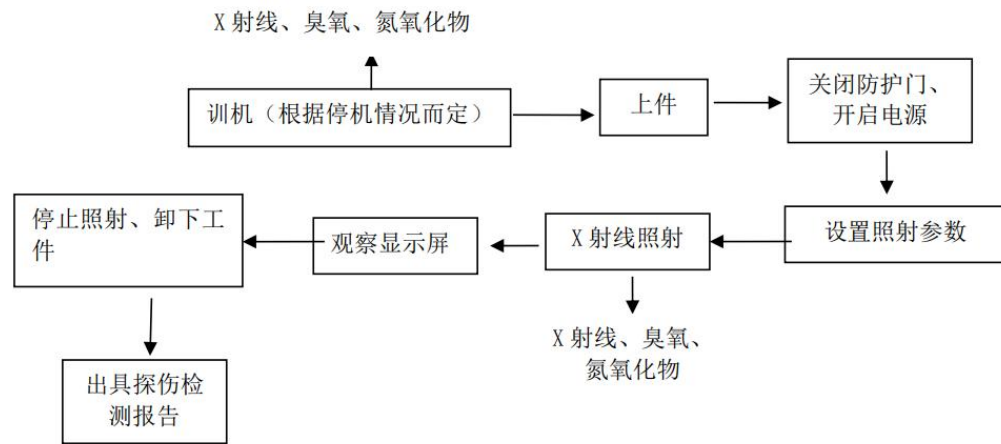 X 射线、臭氧、氮氧化物
训机（根据停机情况而定）
上件
关闭防护门、
开启电源
设置照射参数
X 射线照射
X 射线、臭氧、
氮氧化物
观察显示屏
停止照射、卸下工
件
出具探伤检
测报告